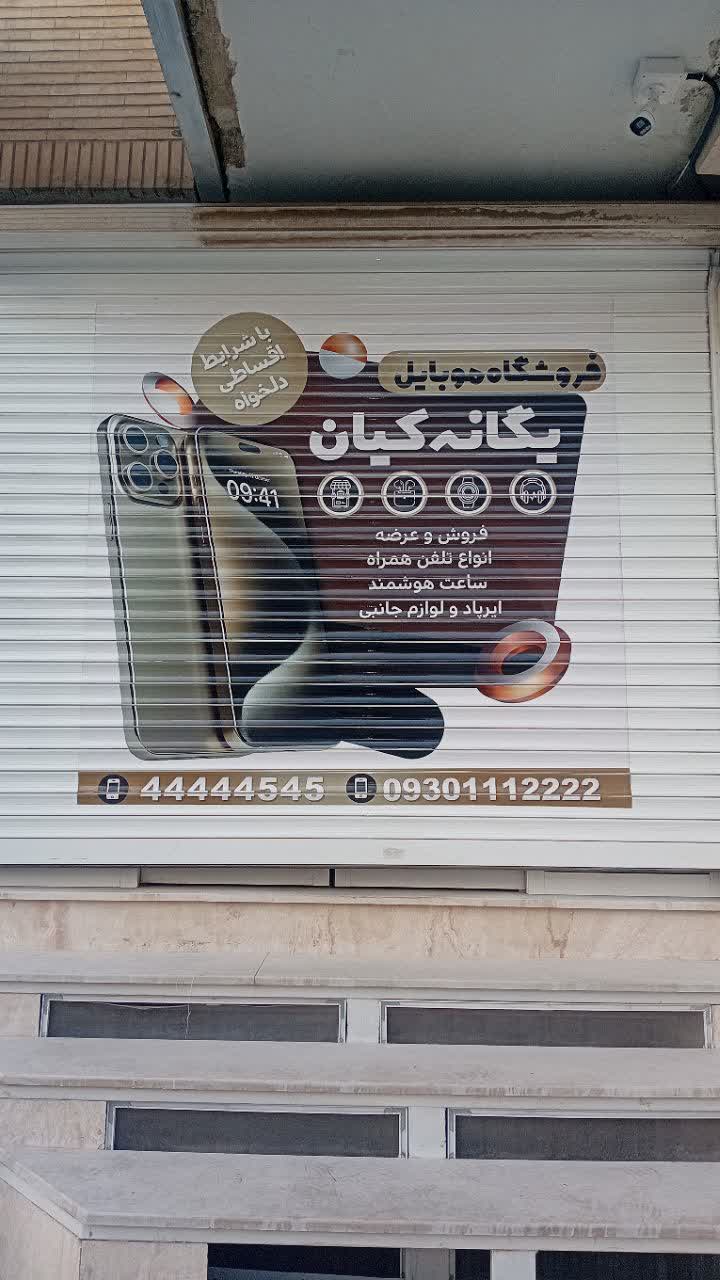 فروشگاه موبایل
یگانه کیان
با شرایط
اقساطی
دلخواه
09:41
فروش و عرضه
انواع تلفن همراه
ساعت هوشمند
ایرپاد و لوازم جانبی
44444545 09301112222